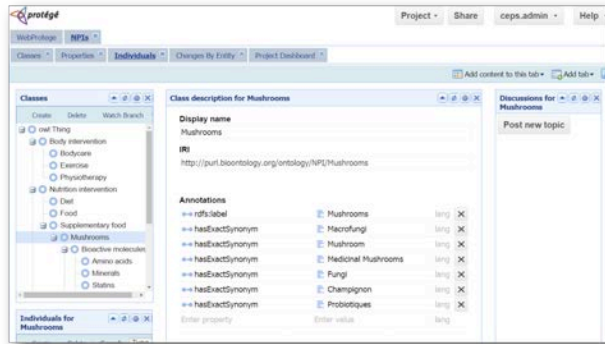 protégé
Project Share ceps.admin Help
WebProtege NPIs
Classes Properties Individuals Changes By Entity Project Dashboard
Add content to this tab Add tab
Classes
Create Delete Watch Branch
owl:Thing
Body intervention
Bodycare
Exercise
Physiotherapy
Nutrition intervention
Diet
Food
Supplementary food
Mushrooms
Bioactive molecules
Amino acids
Minerals
Statins
Individuals for Mushrooms
Class description for Mushrooms
Display name
Mushrooms
IRI
http://purl.bioontology.org/ontology/NPI/Mushrooms
Annotations
rdfs:label Mushrooms lang
hasExactSynonym Macrofungi lang
hasExactSynonym Mushroom lang
hasExactSynonym Medicinal Mushrooms lang
hasExactSynonym Fungi lang
hasExactSynonym Champignon lang
hasExactSynonym Probiotiques lang
Enter property Enter value lang
Discussions for Mushrooms
Post new topic